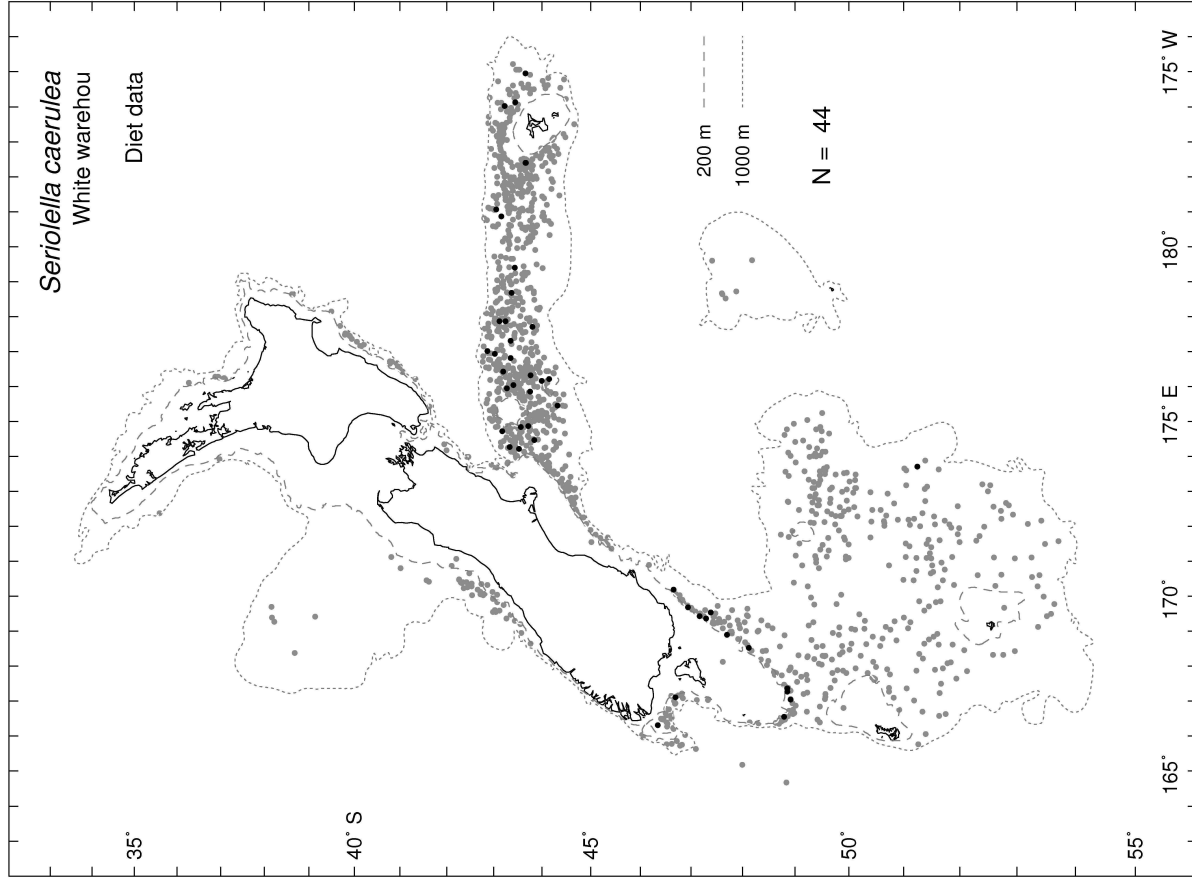 Seriolella caerulea
White warehou
Diet data
200 m
1000 m
N = 44
35°
40° S
45°
50°
55°
165°
170°
175° E
180°
175° W